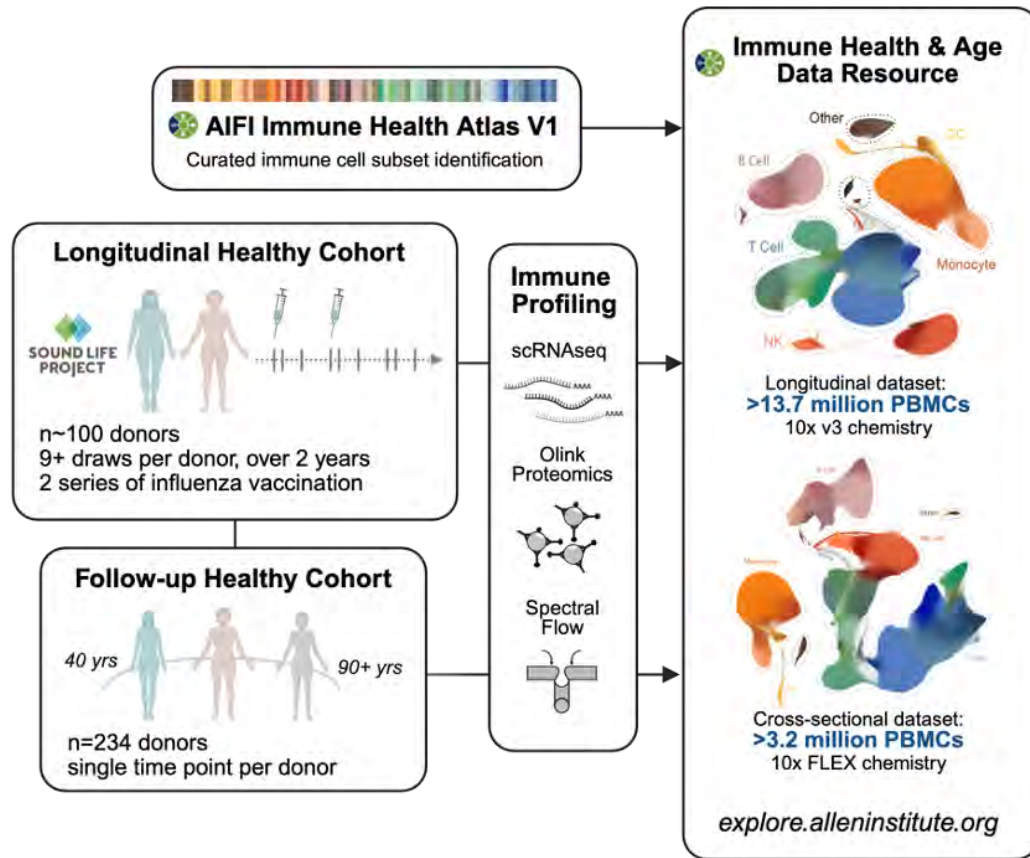 AIFI Immune Health Atlas V1
Curated immune cell subset identification
Longitudinal Healthy Cohort
SOUND LIFE
PROJECT
n~100 donors
9+ draws per donor, over 2 years
2 series of influenza vaccination
Follow-up Healthy Cohort
40 yrs
90+ yrs
n=234 donors
single time point per donor
Immune
Profiling
scRNAseq
AAAA
AAAA
AAAA
Olink
Proteomics
Spectral
Flow
Immune Health & Age
Data Resource
Other
DC
B Cell
T Cell
Monocyte
NK
Longitudinal dataset:
>13.7 million PBMCs
10x v3 chemistry
Cross-sectional dataset:
>3.2 million PBMCs
10x FLEX chemistry
explore.alleninstitute.org